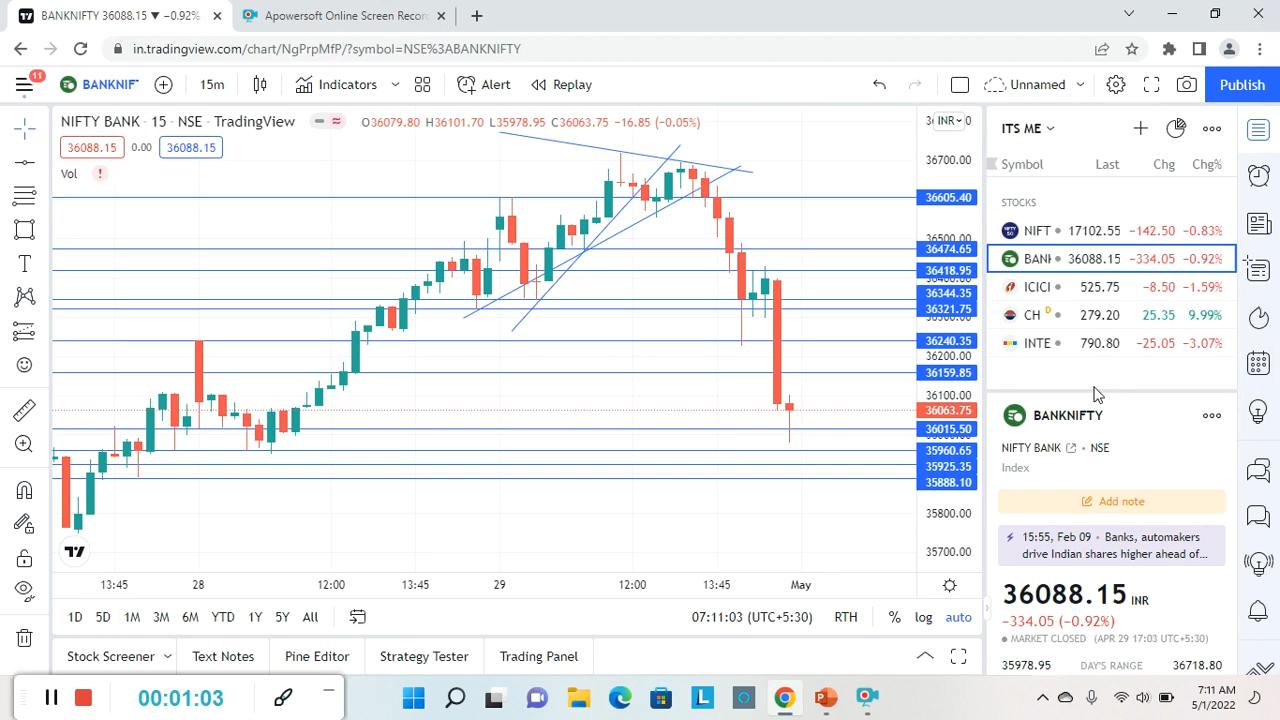 BANKNIFTY 36088.15 ▼ −0.92%
Apowersoft Online Screen Recor
in.tradingview.com/chart/NgPrpMfP/?symbol=NSE%3ABANKNIFTY
11
BANKNIF
15m
Indicators
Alert
Replay
Unnamed
Publish
NIFTY BANK · 15 · NSE · TradingView
O36079.80 H36101.70 L35978.95 C36063.75 −16.85 (−0.05%)
INR
36088.15 0.00 36088.15
Vol
36700.00
36605.40
36500.00
36474.65
36418.95
36344.35
36321.75
36240.35
36200.00
36159.85
36100.00
36063.75
36015.50
35960.65
35925.35
35888.10
35800.00
35700.00
13:45 28 12:00 13:45 29 12:00 13:45 May
1D 5D 1M 3M 6M YTD 1Y 5Y All
07:11:03 (UTC+5:30) RTH % log auto
Stock Screener Text Notes Pine Editor Strategy Tester Trading Panel
ITS ME
Symbol Last Chg Chg%
STOCKS
NIFT 17102.55 −142.50 −0.83%
BANI 36088.15 −334.05 −0.92%
ICICI 525.75 −8.50 −1.59%
CH D 279.20 25.35 9.99%
INTE 790.80 −25.05 −3.07%
BANKNIFTY
NIFTY BANK • NSE
Index
Add note
15:55, Feb 09 • Banks, automakers
drive Indian shares higher ahead of...
36088.15 INR
−334.05 (−0.92%)
MARKET CLOSED (APR 29 17:03 UTC+5:30)
35978.95 DAY'S RANGE 36718.80
00:01:03
7:11 AM
5/1/2022